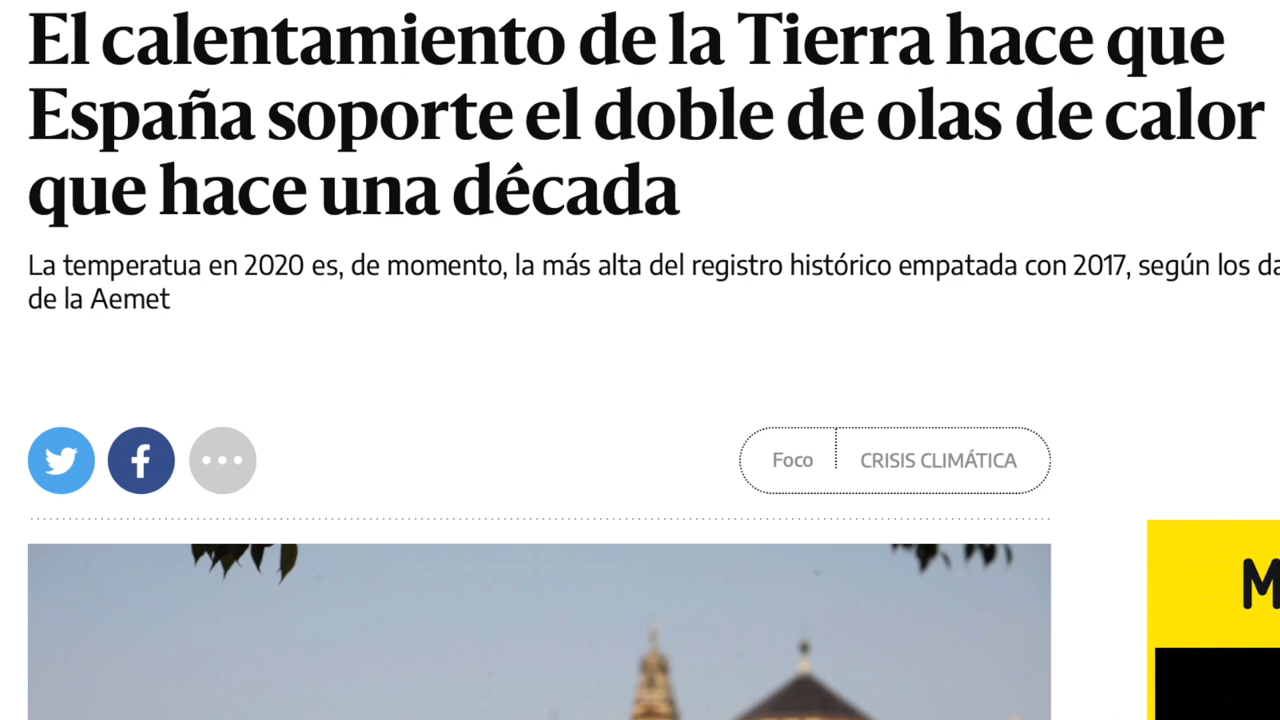 El calentamiento de la Tierra hace que
España soporte el doble de olas de calor
que hace una década
La temperatua en 2020 es, de momento, la más alta del registro histórico empatada con 2017, según los
de la Aemet
Foco CRISIS CLIMÁTICA
M